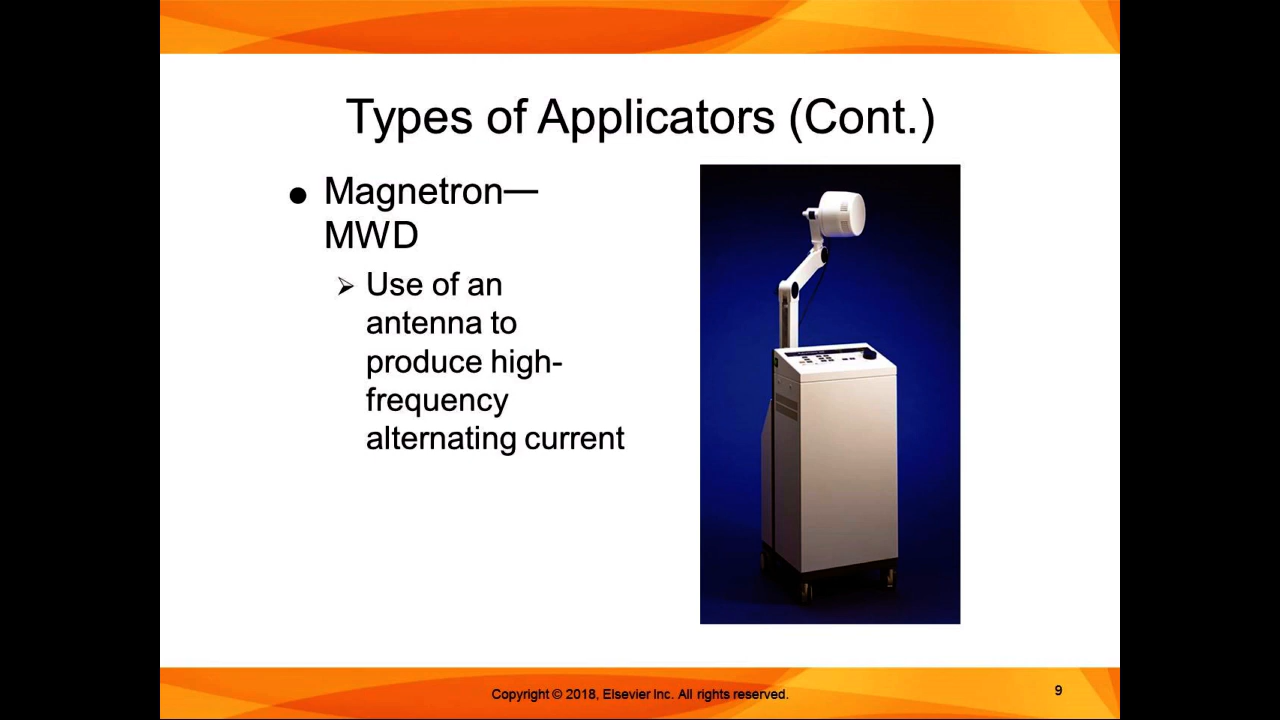 Types of Applicators (Cont.)
● Magnetron—
MWD
➢ Use of an
antenna to
produce high-
frequency
alternating current
Copyright © 2018, Elsevier Inc. All rights reserved.
9